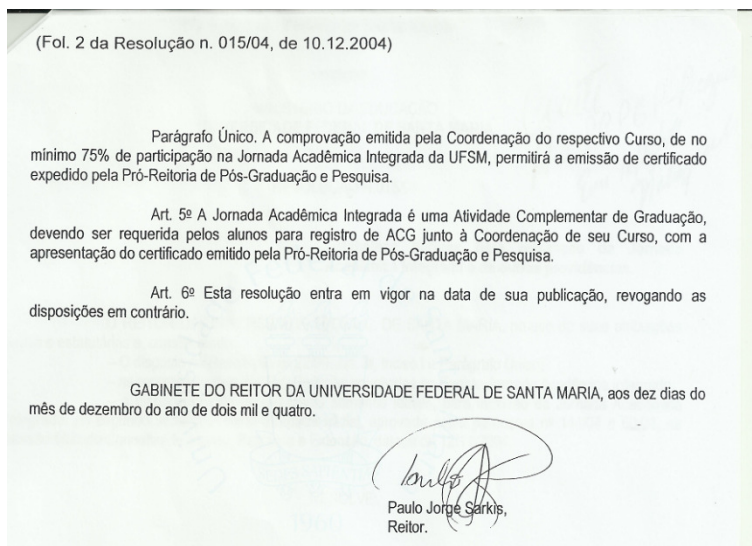 (Fol. 2 da Resolução n. 015/04, de 10.12.2004)
Parágrafo Único. A comprovação emitida pela Coordenação do respectivo Curso, de no
mínimo 75% de participação na Jornada Acadêmica Integrada da UFSM, permitirá a emissão de certificado
expedido pela Pró-Reitoria de Pós-Graduação e Pesquisa.
Art. 5º A Jornada Acadêmica Integrada é uma Atividade Complementar de Graduação,
devendo ser requerida pelos alunos para registro de ACG junto à Coordenação de seu Curso, com a
apresentação do certificado emitido pela Pró-Reitoria de Pós-Graduação e Pesquisa.
Art. 6º Esta resolução entra em vigor na data de sua publicação, revogando as
disposições em contrário.
GABINETE DO REITOR DA UNIVERSIDADE FEDERAL DE SANTA MARIA, aos dez dias do
mês de dezembro do ano de dois mil e quatro.
Paulo Jorge Sarkis,
Reitor.